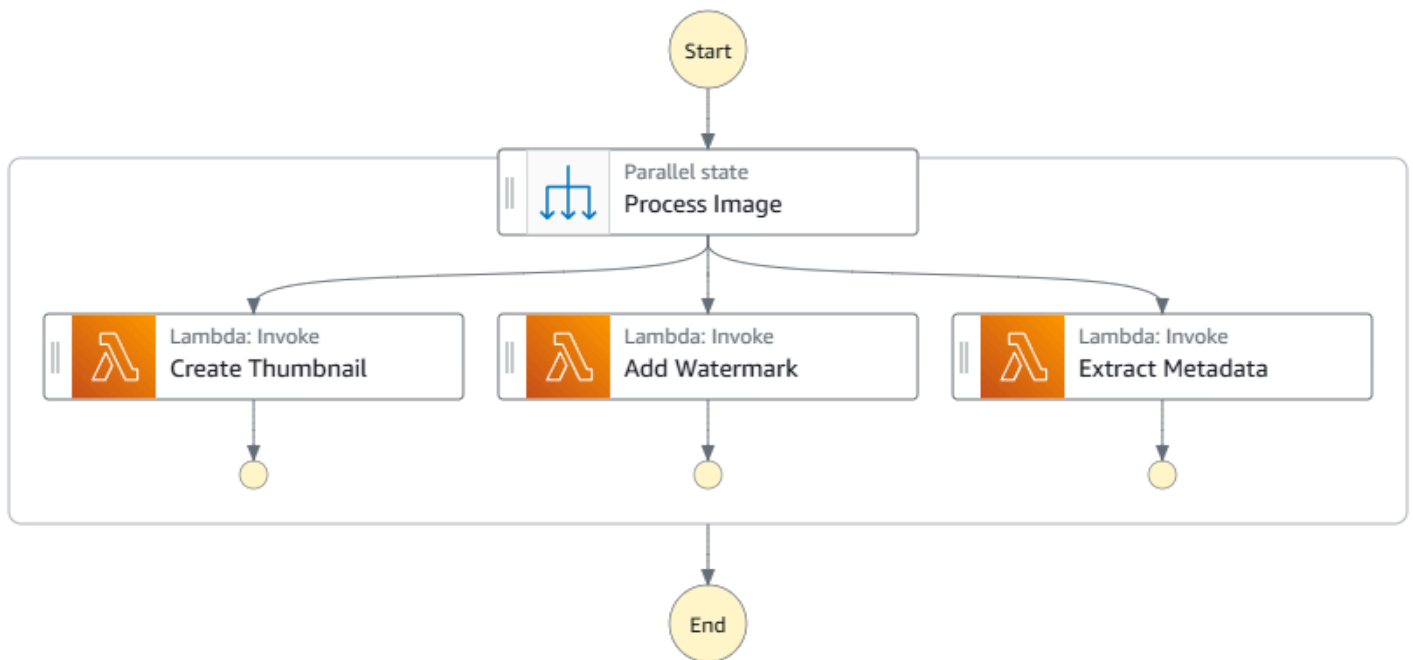 Start
Parallel state
Process Image
Lambda: Invoke
Create Thumbnail
Lambda: Invoke
Add Watermark
Lambda: Invoke
Extract Metadata
End